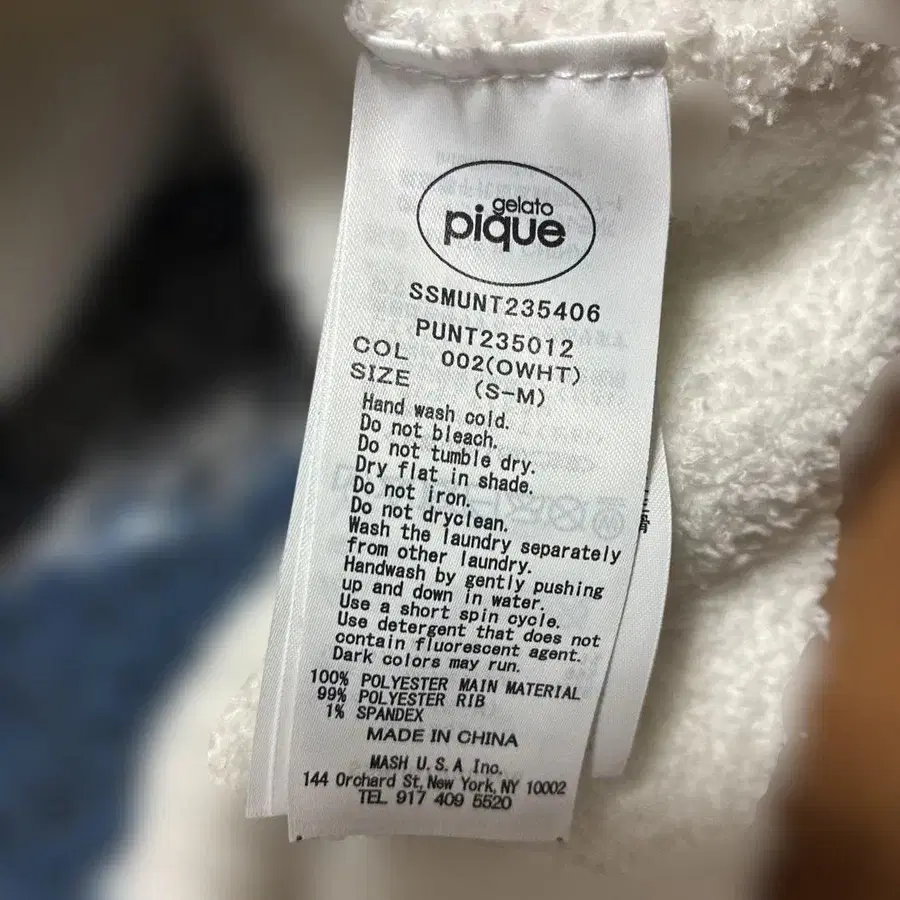 gelato
pique
SSMUNT235406
PUNT235012
COL 002(OWHT)
SIZE (S-M)
Hand wash cold.
Do not bleach.
Do not tumble dry.
Dry flat in shade.
Do not iron.
Do not dryclean.
Wash the laundry separately
from other laundry.
Handwash by gently pushing
up and down in water.
Use a short spin cycle.
Use detergent that does not
contain fluorescent agent.
Dark colors may run.
100% POLYESTER MAIN MATERIAL
99% POLYESTER RIB
1% SPANDEX
MADE IN CHINA
MASH U.S.A Inc.
144 Orchard St, New York, NY 10002
TEL 917 409 5520